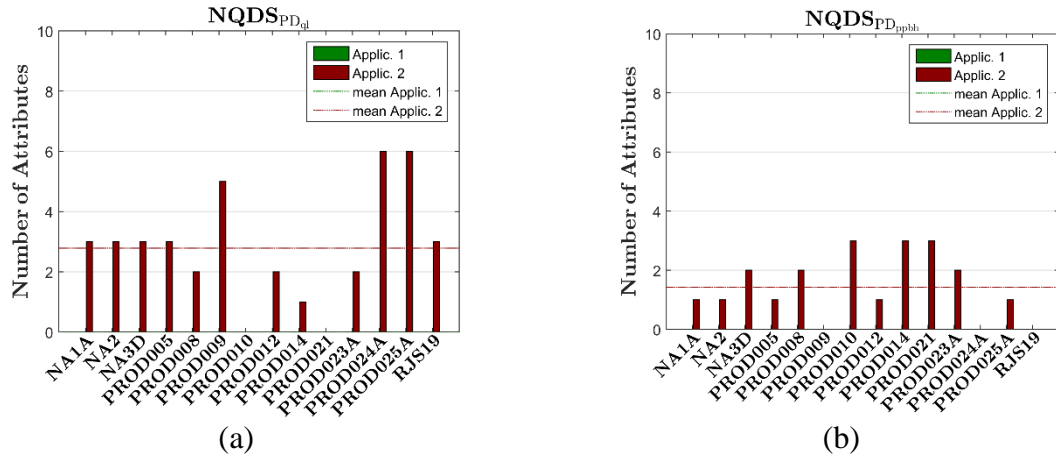 NQDS_PD_ql
Number of Attributes
10
8
6
4
2
0
Applic. 1
Applic. 2
mean Applic. 1
mean Applic. 2
NA1A
NA2
NA3D
PROD005
PROD008
PROD009
PROD010
PROD012
PROD014
PROD021
PROD023A
PROD024A
PROD025A
RJS19
(a)
NQDS_PD_ppbh
Number of Attributes
10
8
6
4
2
0
Applic. 1
Applic. 2
mean Applic. 1
mean Applic. 2
NA1A
NA2
NA3D
PROD005
PROD008
PROD009
PROD010
PROD012
PROD014
PROD021
PROD023A
PROD024A
PROD025A
RJS19
(b)